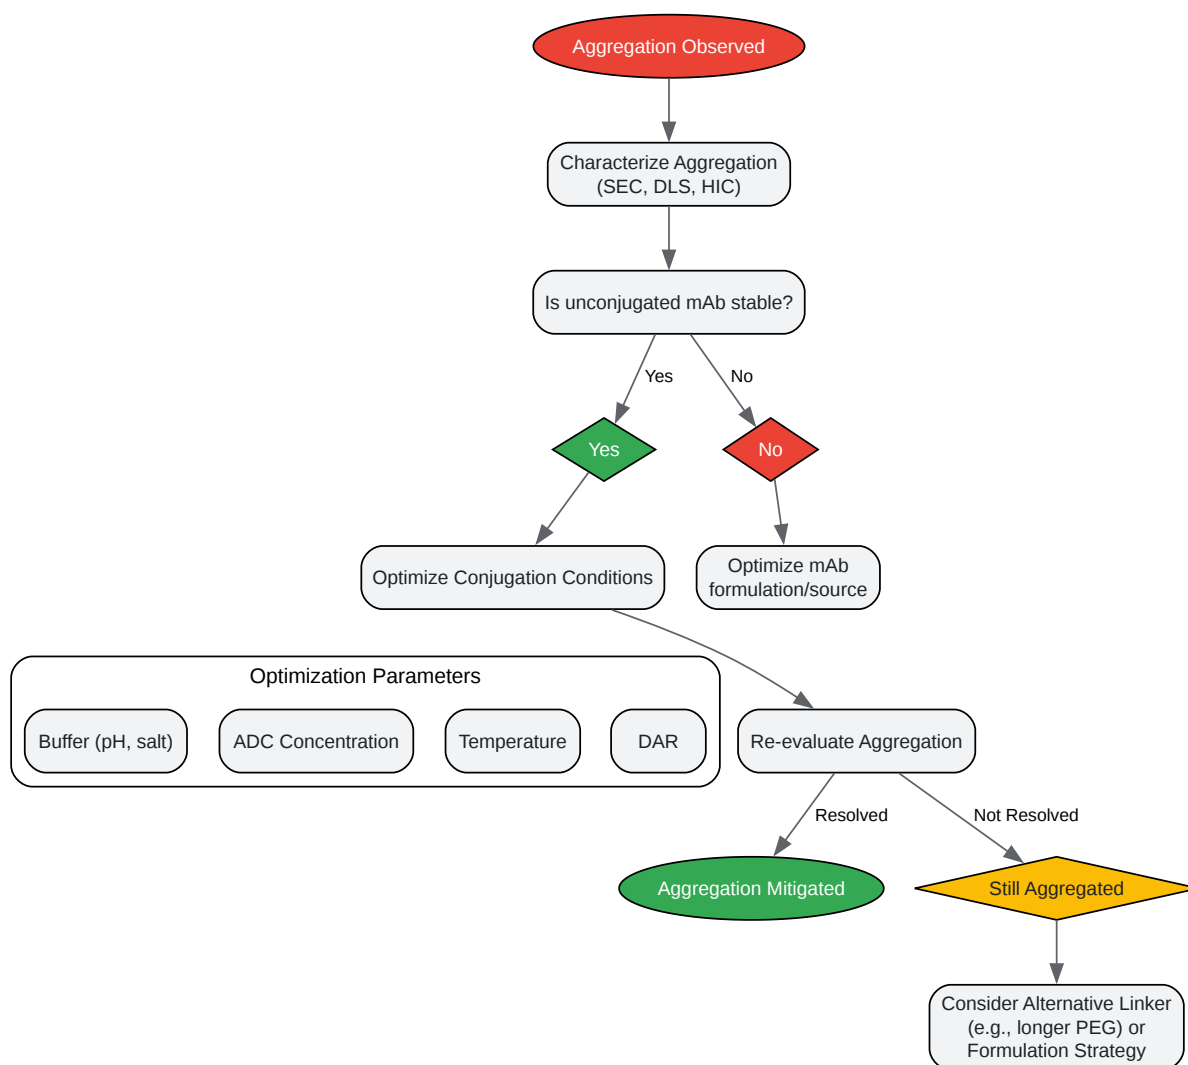 Aggregation Observed
Characterize Aggregation
(SEC, DLS, HIC)
Is unconjugated mAb stable?
Yes
No
Yes
No
Optimize Conjugation Conditions
Optimize mAb
formulation/source
Optimization Parameters
Buffer (pH, salt)
ADC Concentration
Temperature
DAR
Re-evaluate Aggregation
Resolved
Not Resolved
Aggregation Mitigated
Still Aggregated
Consider Alternative Linker
(e.g., longer PEG) or
Formulation Strategy